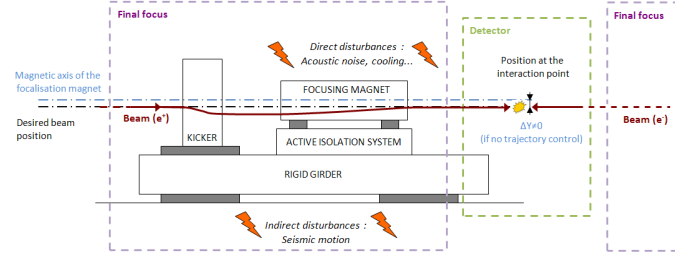 Final focus
Final focus
Detector
Direct disturbances :
Acoustic noise, cooling...
Position at the
interaction point
Magnetic axis of the
focalisation magnet
FOCUSING MAGNET
Desired beam
position
Beam (e⁺)
KICKER
ΔY≠0
(if no trajectory control)
Beam (e⁻)
ACTIVE ISOLATION SYSTEM
RIGID GIRDER
Indirect disturbances :
Seismic motion